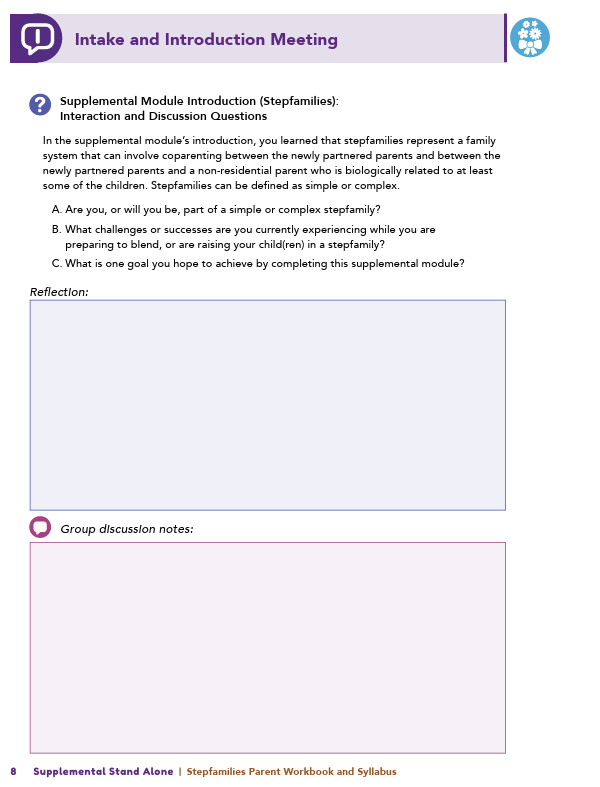 Intake and Introduction Meeting
Supplemental Module Introduction (Stepfamilies):
Interaction and Discussion Questions
In the supplemental module's introduction, you learned that stepfamilies represent a family
system that can involve coparenting between the newly partnered parents and between the
newly partnered parents and a non-residential parent who is biologically related to at least
some of the children. Stepfamilies can be defined as simple or complex.
A. Are you, or will you be, part of a simple or complex stepfamily?
B. What challenges or successes are you currently experiencing while you are
preparing to blend, or are raising your child(ren) in a stepfamily?
C. What is one goal you hope to achieve by completing this supplemental module?
Reflection:
Group discussion notes:
8 Supplemental Stand Alone | Stepfamilies Parent Workbook and Syllabus